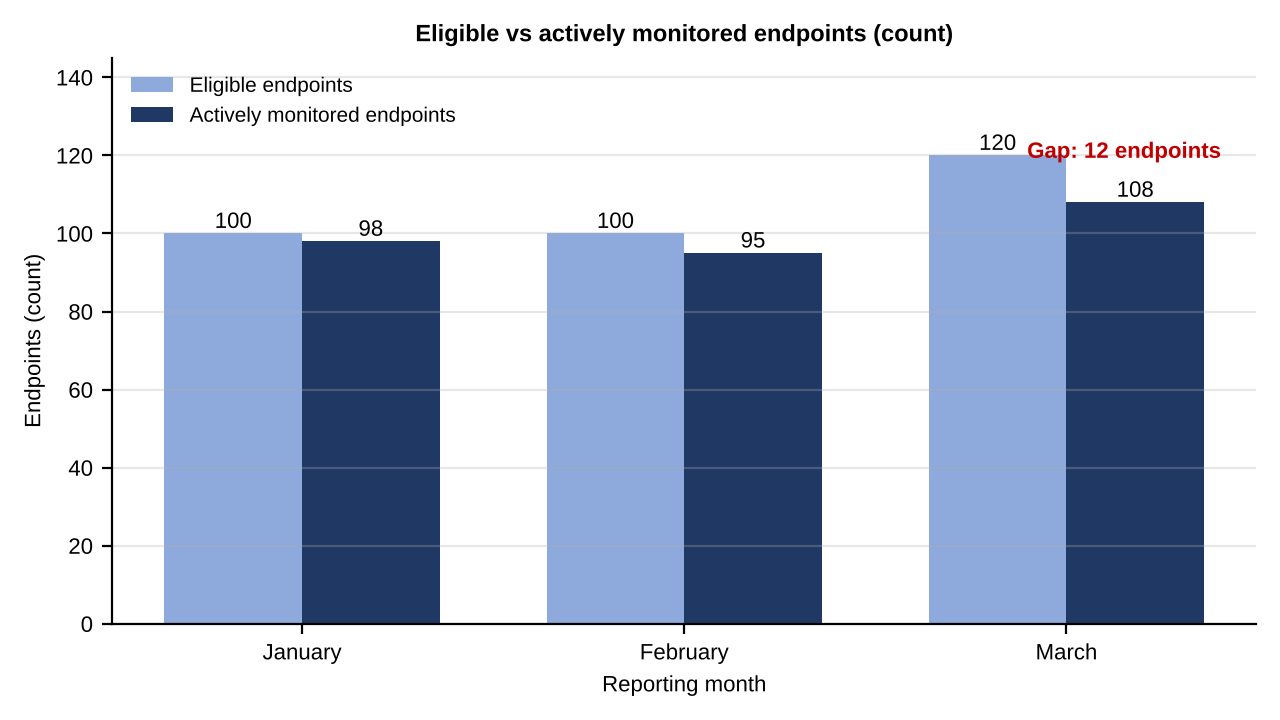 Eligible vs actively monitored endpoints (count)
140
120
100
80
60
40
20
0
Endpoints (count)
Eligible endpoints
Actively monitored endpoints
100
98
100
95
120
Gap: 12 endpoints
108
January
February
March
Reporting month